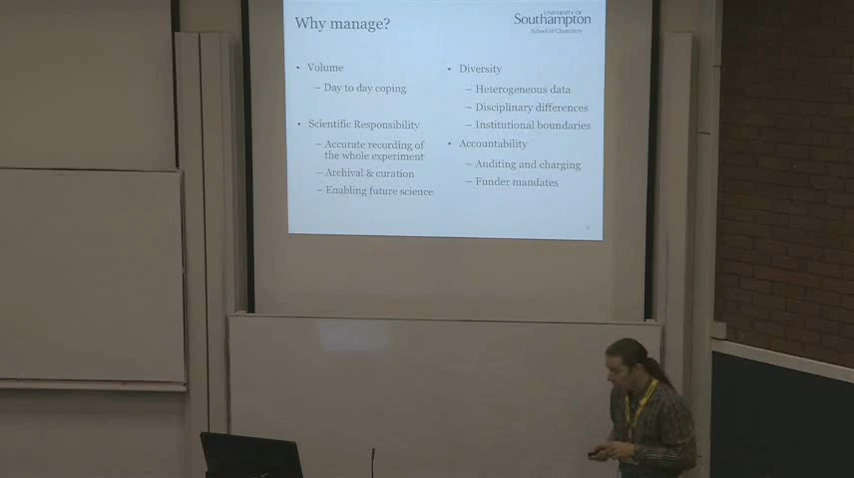 Why manage?
UNIVERSITY OF
Southampton
School of Chemistry
• Volume
– Day to day coping
• Scientific Responsibility
– Accurate recording of
the whole experiment
– Archival & curation
– Enabling future science
• Diversity
– Heterogeneous data
– Disciplinary differences
– Institutional boundaries
• Accountability
– Auditing and charging
– Funder mandates